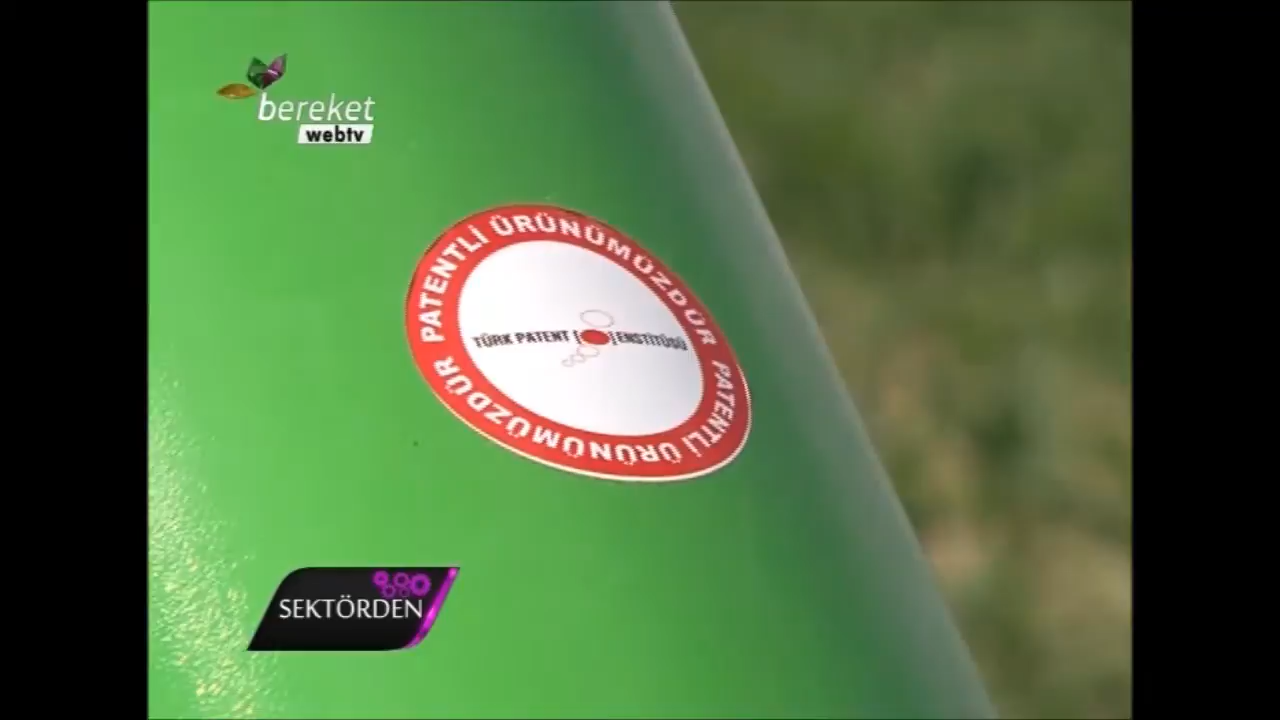 bereket
webtv
PATENTLİ ÜRÜNÜMÜZDÜR
TÜRK PATENT ENSTİTÜSÜ
PATENTLİ ÜRÜNÜMÜZDÜR
SEKTÖRDEN